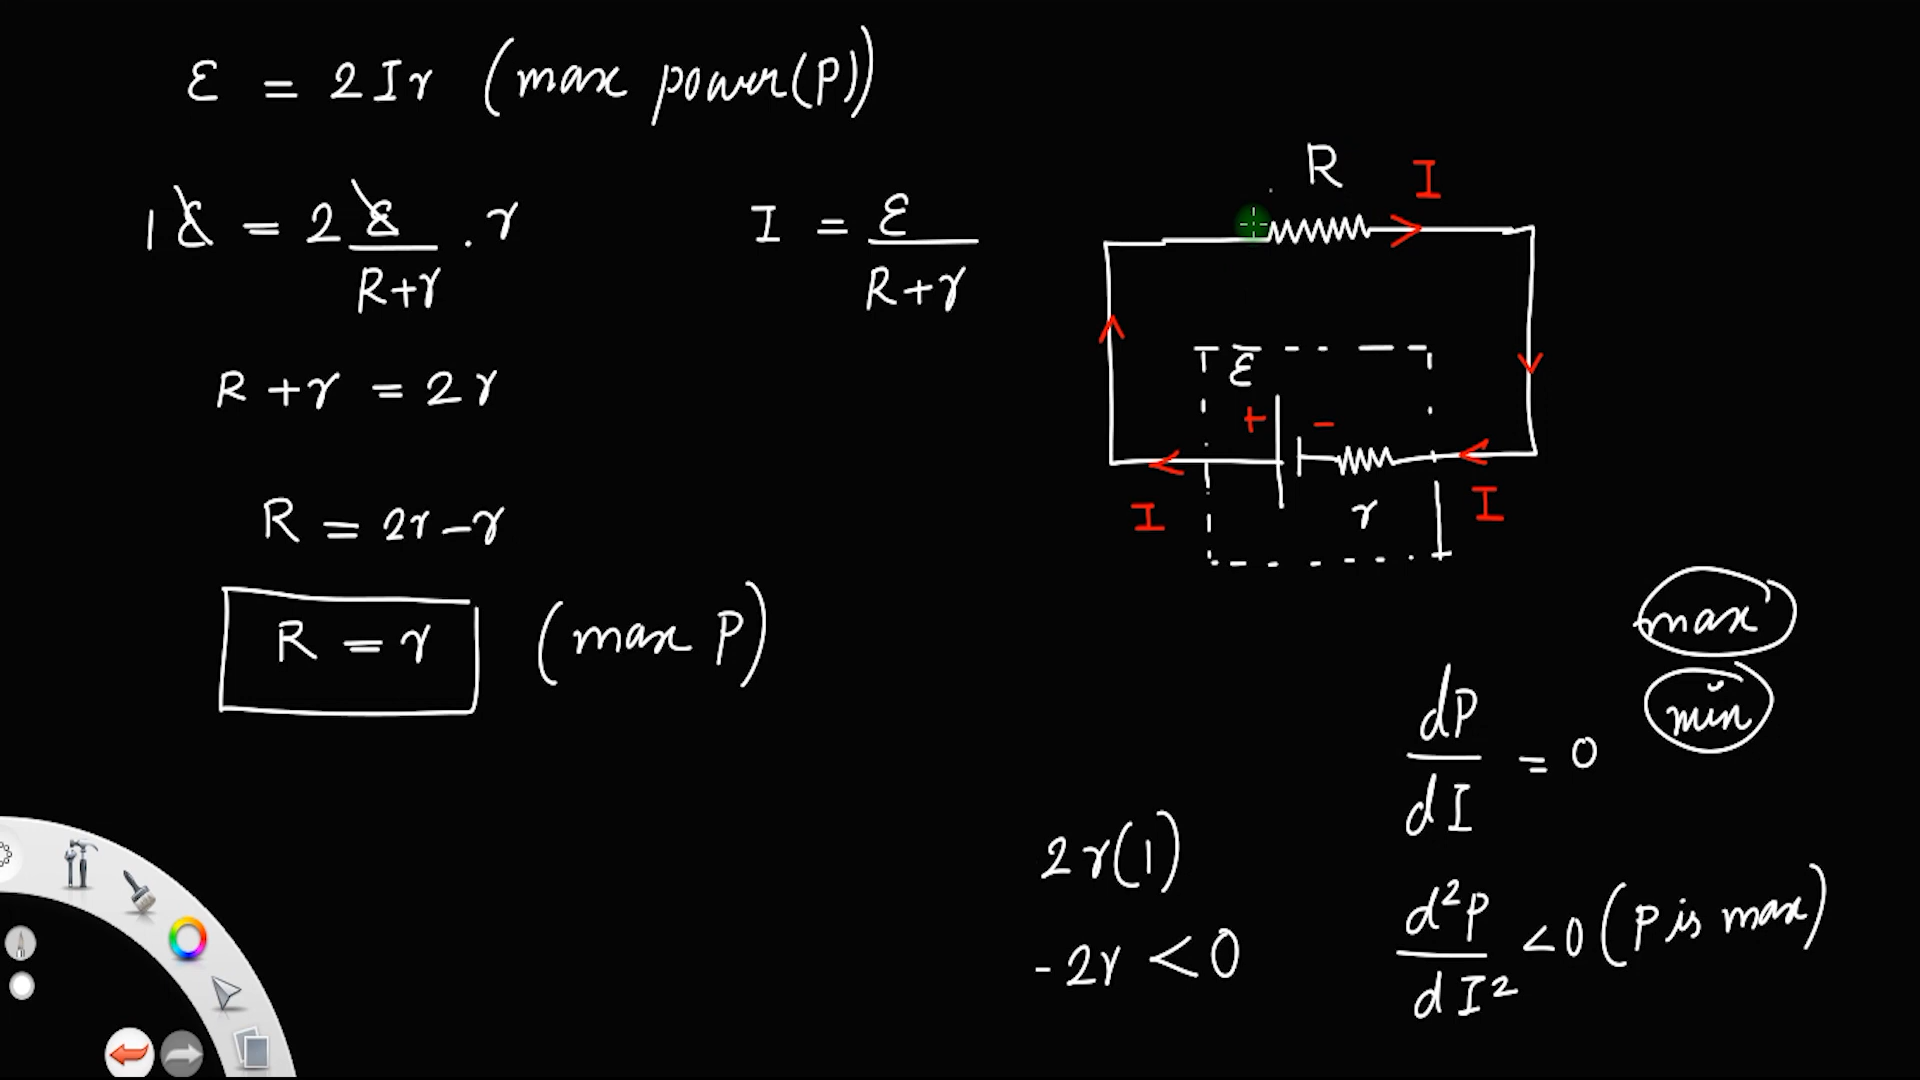 ε = 2Ir (max power(P))
1ε = 2ε/R+r . r
I = ε/R+r
R + r = 2r
R = 2r - r
R = r (max P)
R I
ε
+ -
I r I
max
min
dP/dI = 0
2r(1)
-2r < 0
d²P/dI² < 0 (P is max)